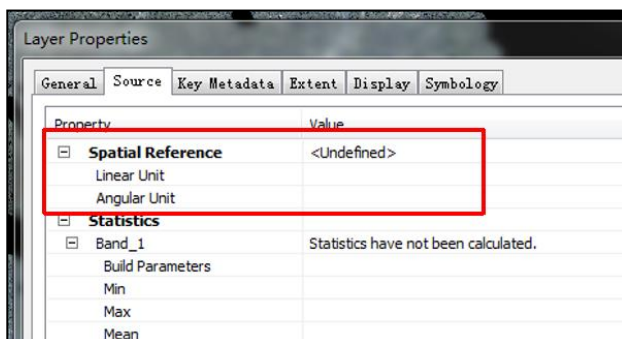 Layer Properties
General Source Key Metadata Extent Display Symbology
Property Value
Spatial Reference <Undefined>
Linear Unit
Angular Unit
Statistics
Band_1 Statistics have not been calculated.
Build Parameters
Min
Max
Mean